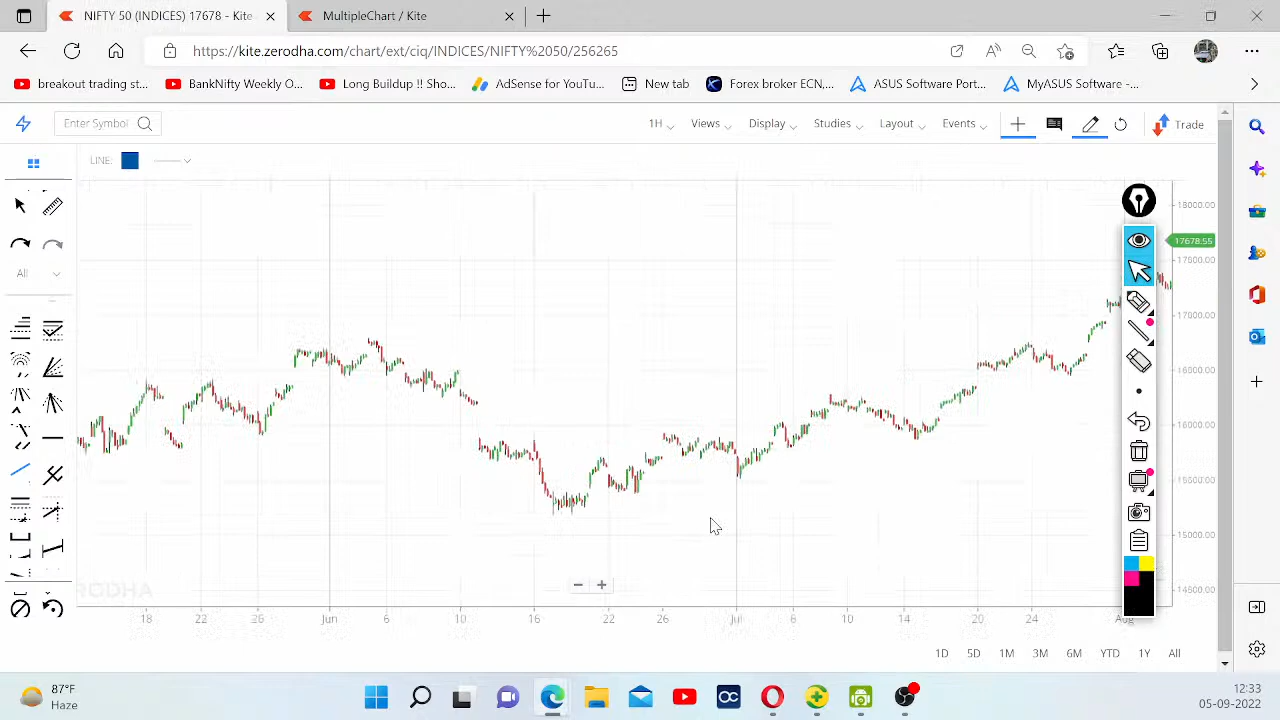 NIFTY 50 (INDICES) 17678 - Kite
MultipleChart / Kite
https://kite.zerodha.com/chart/ext/ciq/INDICES/NIFTY%2050/256265
breakout trading st...
BankNifty Weekly O...
Long Buildup !! Sho...
AdSense for YouTu...
New tab
Forex broker ECN,...
ASUS Software Port...
MyASUS Software -...
Enter Symbol
1H
Views
Display
Studies
Layout
Events
Trade
LINE:
All
18000.00
17678.55
17500.00
17000.00
16500.00
16000.00
15500.00
15000.00
14500.00
RODHA
18 22 26 Jun 6 10 16 22 26 Jul 6 10 14 20 24 Aug
1D 5D 1M 3M 6M YTD 1Y All
87°F
Haze
12:33
05-09-2022